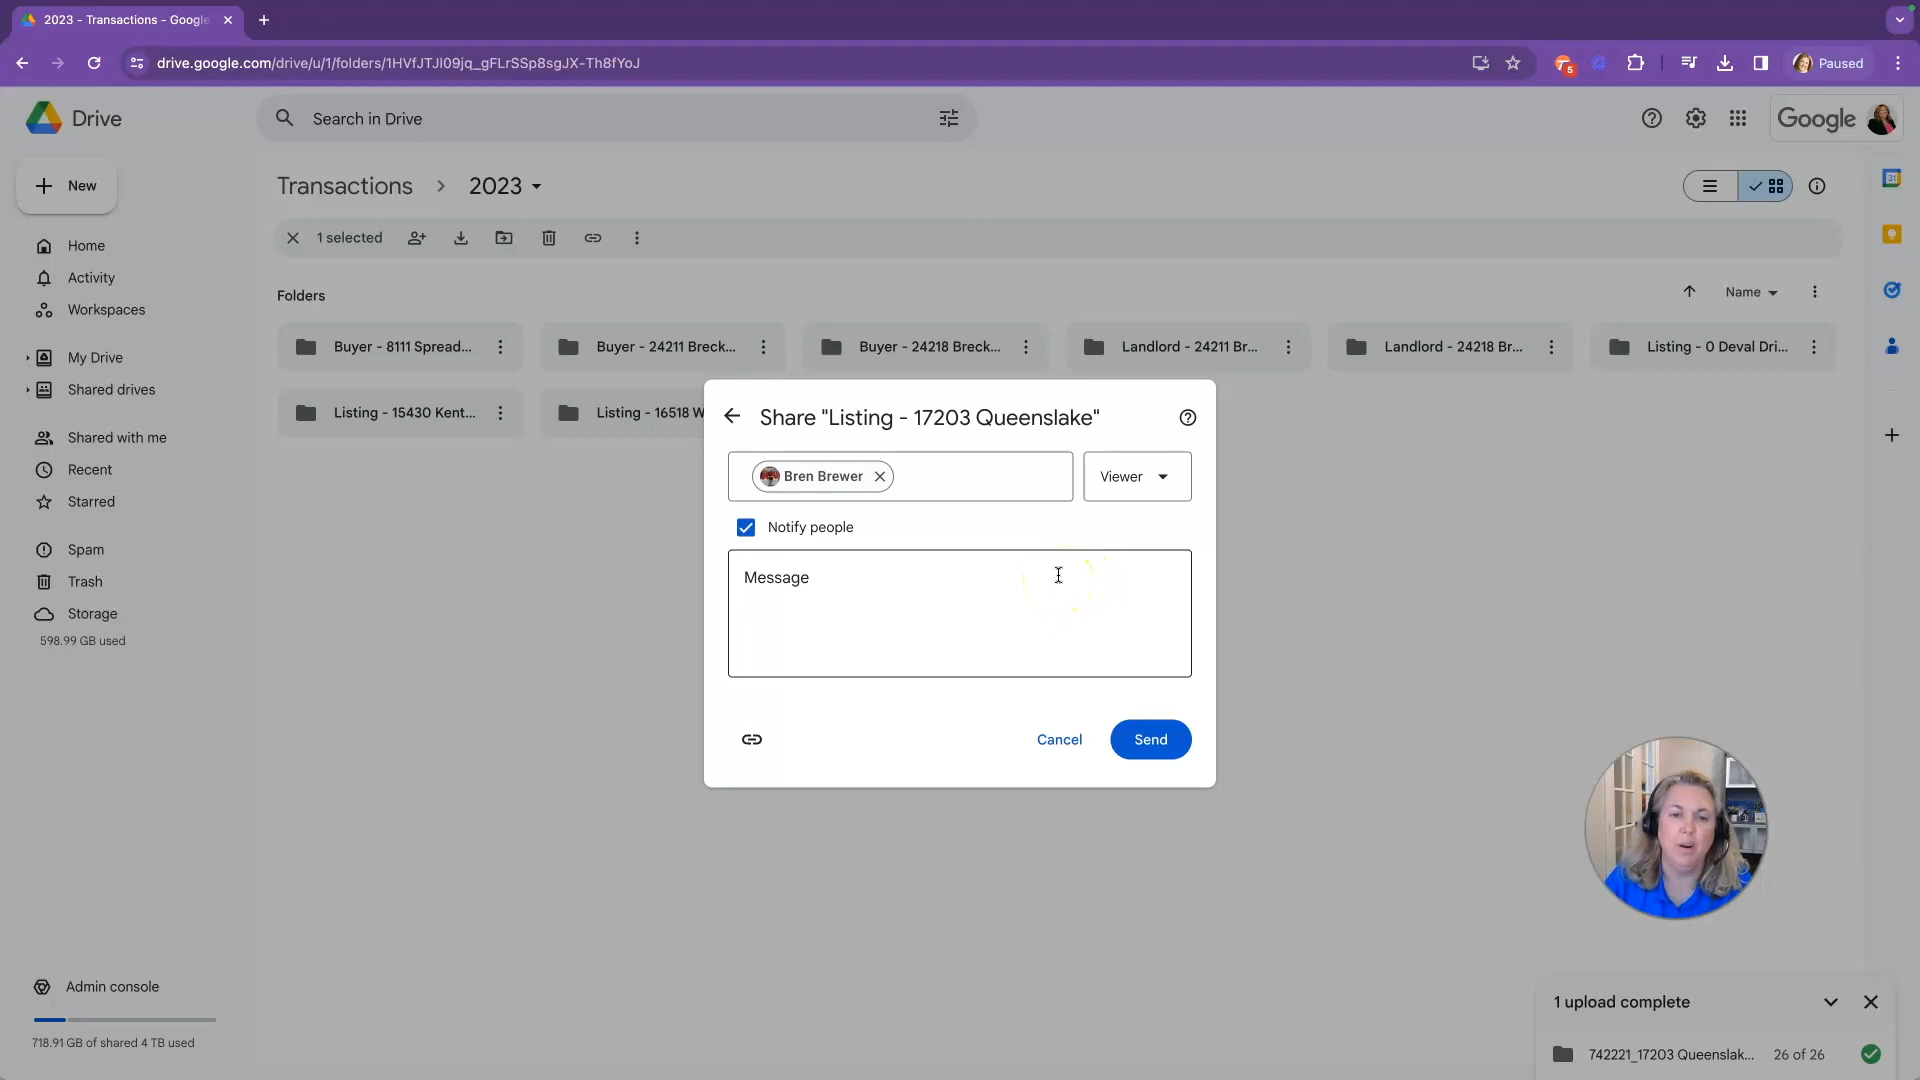 2023 - Transactions - Google
drive.google.com/drive/u/1/folders/1HVfJTJl09jq_gFLrSSp8sgJX-Th8fYoJ
5
Paused
Drive
Search in Drive
Google
New
Transactions
2023
31
1 selected
Home
Activity
Workspaces
My Drive
Shared drives
Shared with me
Recent
Starred
Spam
Trash
Storage
598.99 GB used
Folders
Name
Buyer - 8111 Spread...
Buyer - 24211 Breck...
Buyer - 24218 Breck...
Landlord - 24211 Br...
Landlord - 24218 Br...
Listing - 0 Deval Dri...
Listing - 15430 Kent...
Listing - 16518 W
Share "Listing - 17203 Queenslake"
Bren Brewer
Viewer
Notify people
Message
Cancel
Send
Admin console
718.91 GB of shared 4 TB used
1 upload complete
742221_17203 Queenslak...
26 of 26